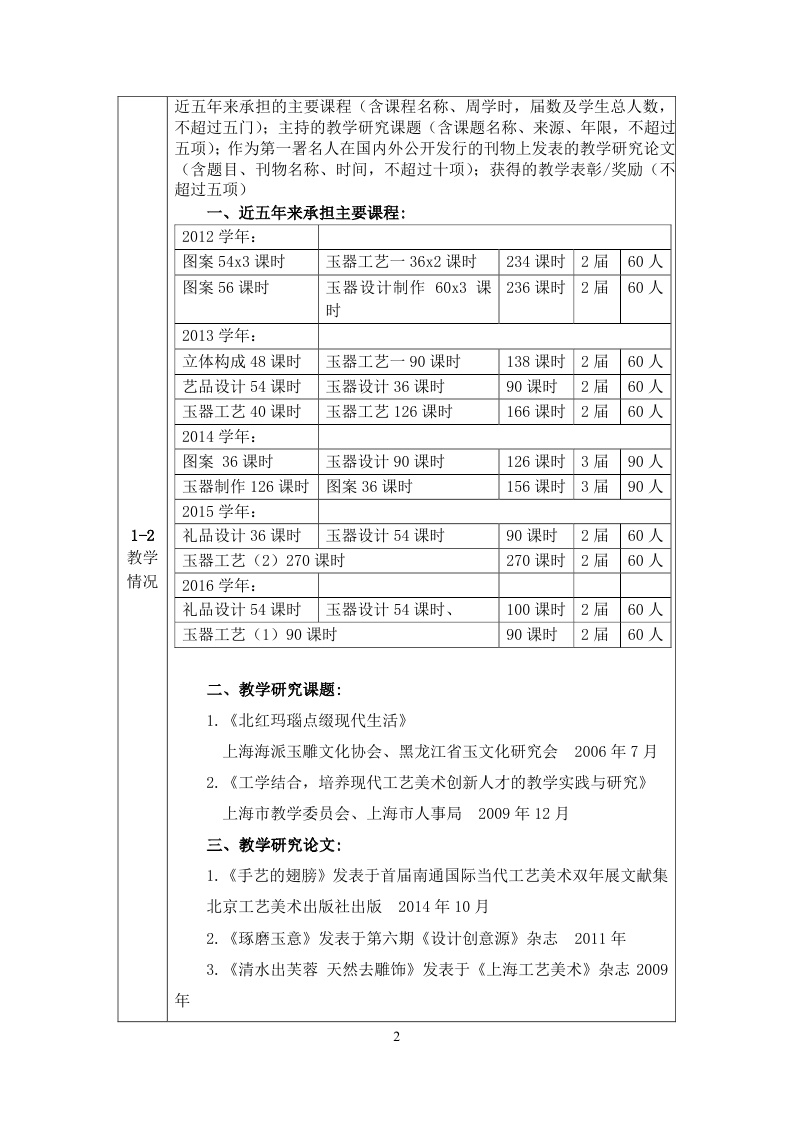 近五年来承担的主要课程（含课程名称、周学时，届数及学生总人数，
不超过五门）；主持的教学研究课题（含课题名称、来源、年限，不超过
五项）；作为第一署名人在国内外公开发行的刊物上发表的教学研究论文
（含题目、刊物名称、时间，不超过十项）；获得的教学表彰/奖励（不
超过五项）
一、近五年来承担主要课程：
2012 学年：
图案 54x3 课时 玉器工艺一 36x2 课时 234 课时 2 届 60 人
图案 56 课时 玉器设计制作 60x3 课 236 课时 2 届 60 人
时
2013 学年：
立体构成 48 课时 玉器工艺一 90 课时 138 课时 2 届 60 人
艺品设计 54 课时 玉器设计 36 课时 90 课时 2 届 60 人
玉器工艺 40 课时 玉器工艺 126 课时 166 课时 2 届 60 人
2014 学年：
图案 36 课时 玉器设计 90 课时 126 课时 3 届 90 人
玉器制作 126 课时 图案 36 课时 156 课时 3 届 90 人
2015 学年：
1-2
教学
情况
礼品设计 36 课时 玉器设计 54 课时 90 课时 2 届 60 人
玉器工艺（2）270 课时 270 课时 2 届 60 人
2016 学年：
礼品设计 54 课时 玉器设计 54 课时、 100 课时 2 届 60 人
玉器工艺（1）90 课时 90 课时 2 届 60 人
二、教学研究课题：
1.《北红玛瑙点缀现代生活》
上海海派玉雕文化协会、黑龙江省玉文化研究会 2006 年 7 月
2.《工学结合，培养现代工艺美术创新人才的教学实践与研究》
上海市教学委员会、上海市人事局 2009 年 12 月
三、教学研究论文：
1.《手艺的翅膀》发表于首届南通国际当代工艺美术双年展文献集
北京工艺美术出版社出版 2014 年 10 月
2.《琢磨玉意》发表于第六期《设计创意源》杂志 2011 年
3.《清水出芙蓉 天然去雕饰》发表于《上海工艺美术》杂志 2009
年
2